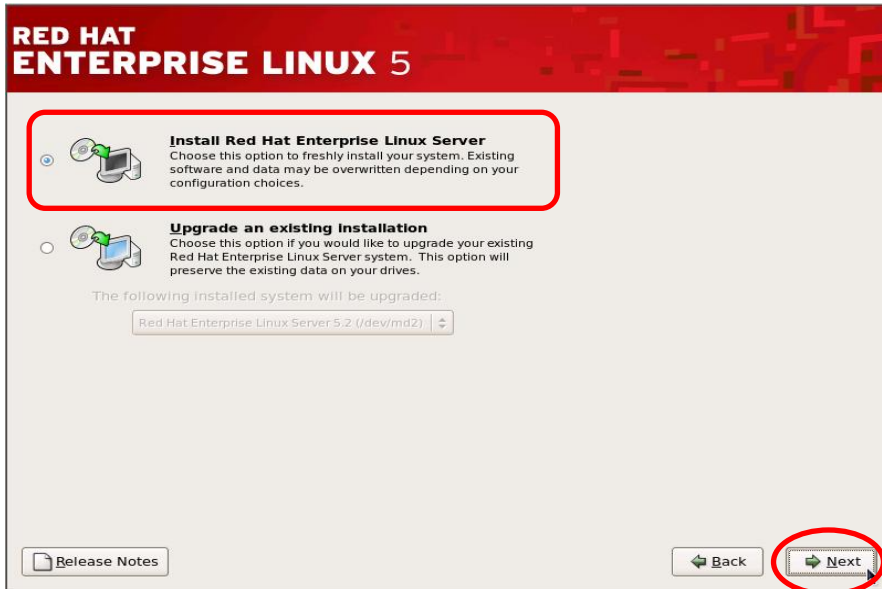 RED HAT
ENTERPRISE LINUX 5
Install Red Hat Enterprise Linux Server
Choose this option to freshly install your system. Existing
software and data may be overwritten depending on your
configuration choices.
Upgrade an existing installation
Choose this option if you would like to upgrade your existing
Red Hat Enterprise Linux Server system. This option will
preserve the existing data on your drives.
The following installed system will be upgraded:
Red Hat Enterprise Linux Server 5.2 (/dev/md2)
Release Notes
Back
Next